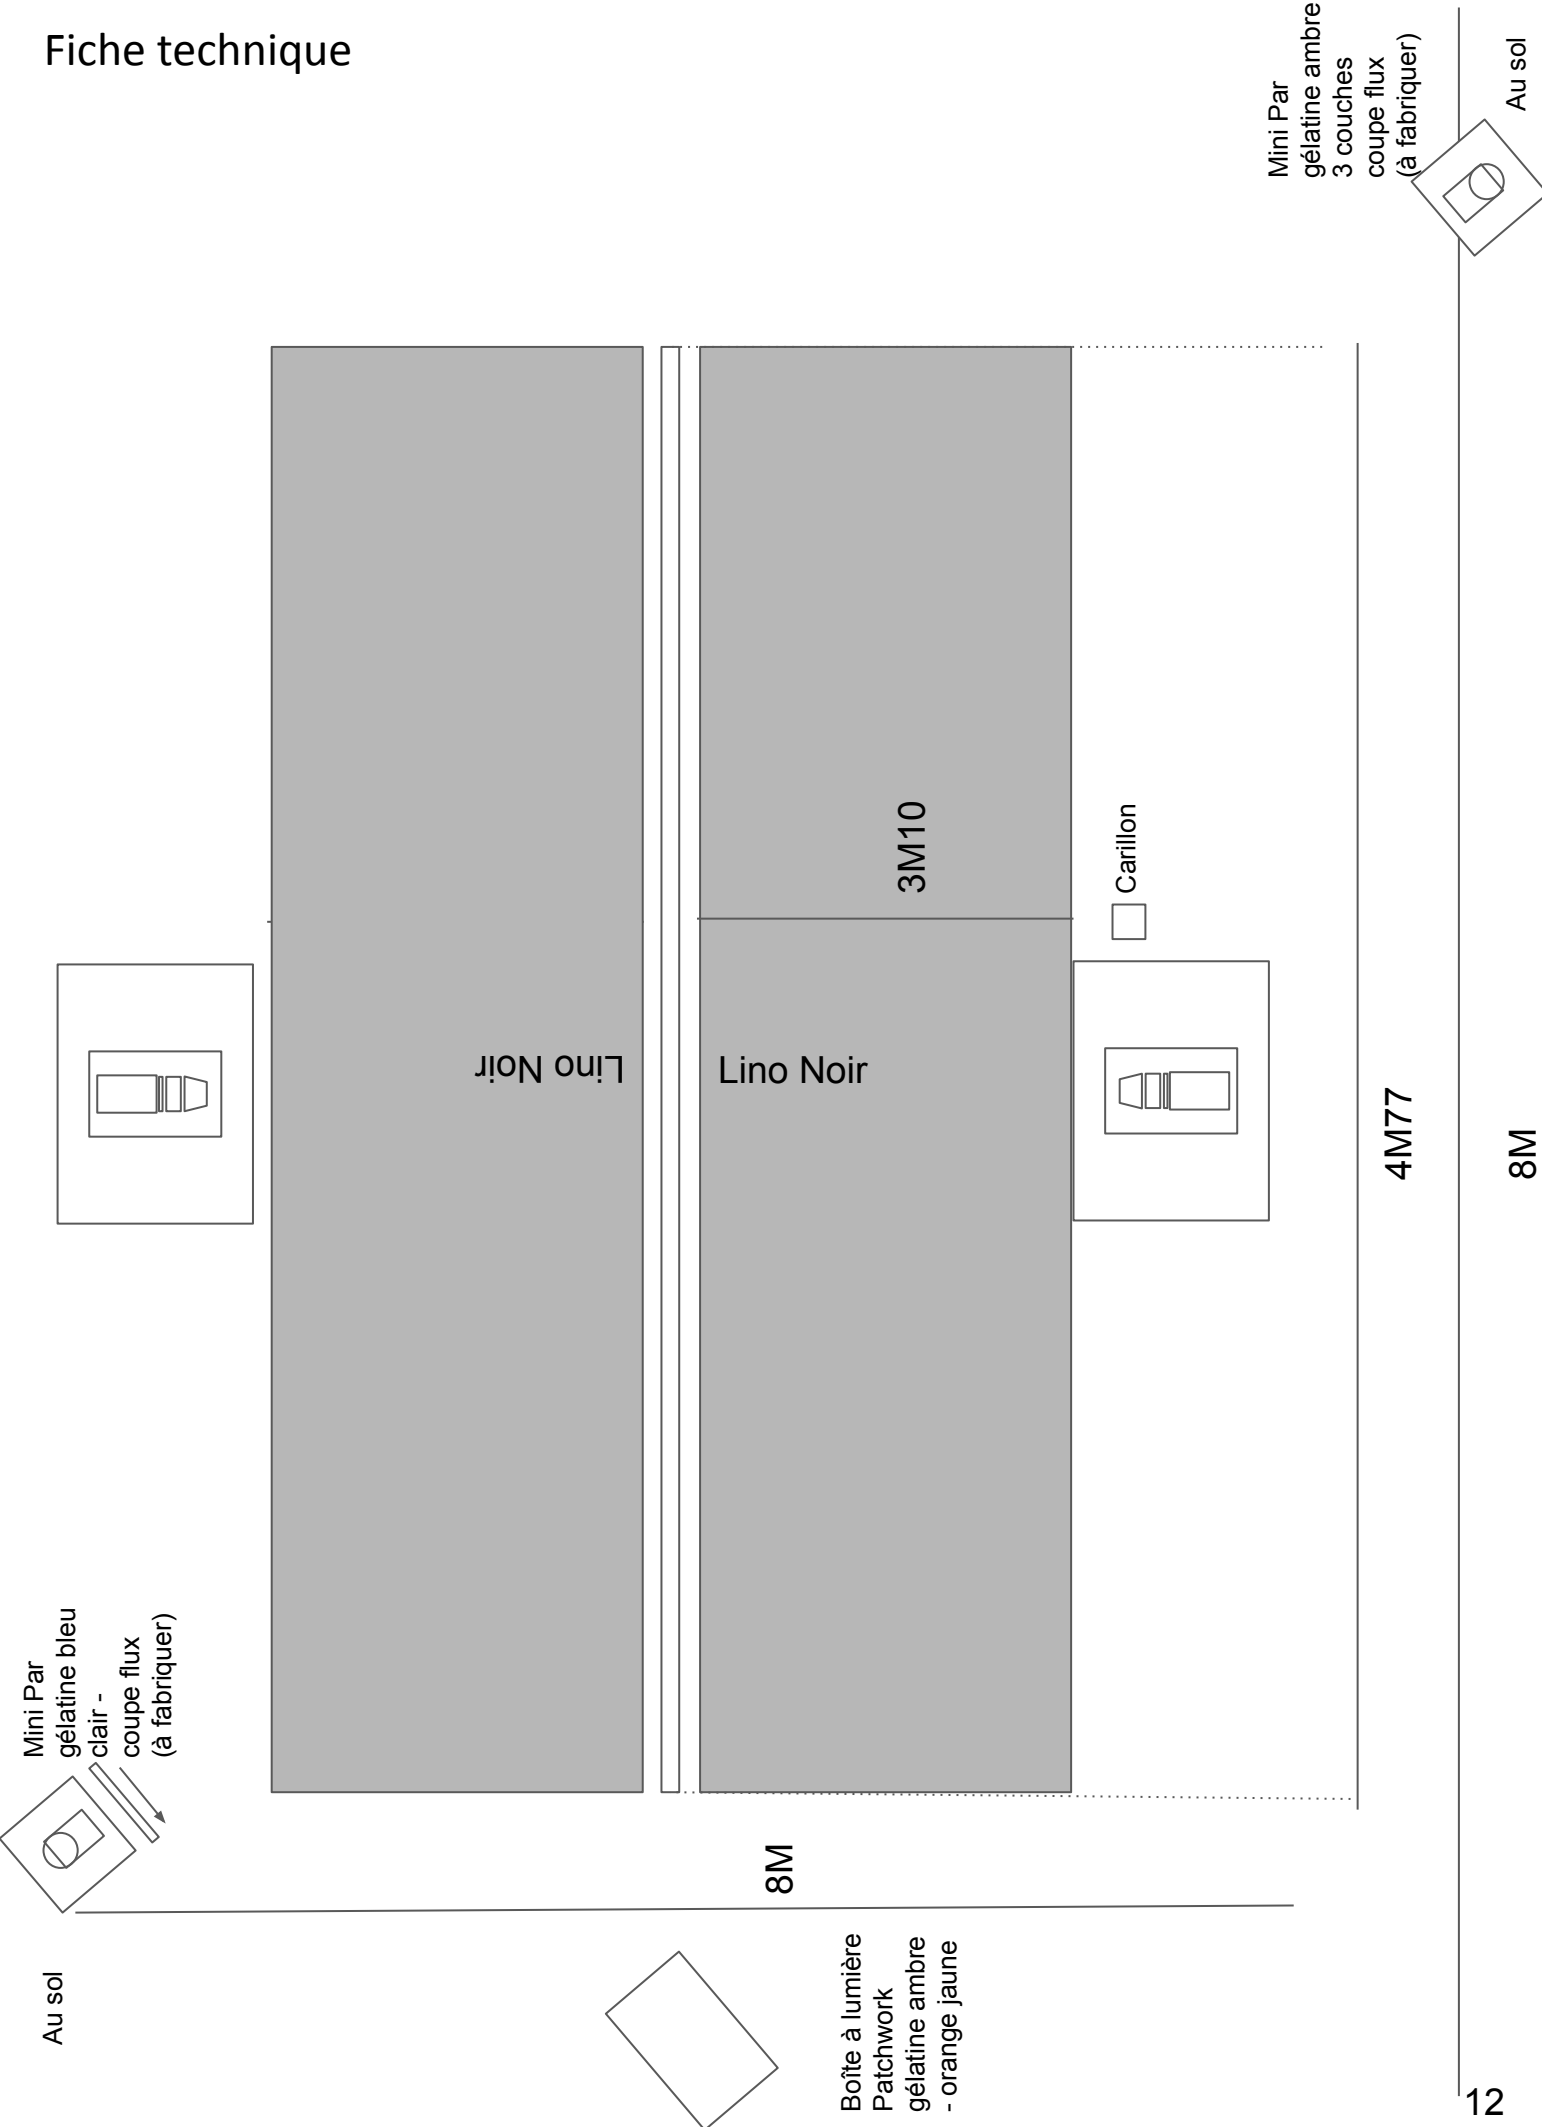 Fiche technique
Mini Par
gélatine ambre
3 couches
coupe flux
(à fabriquer)
Au sol
3M10
Carillon
Lino Noir
Lino Noir
4M77
8M
Mini Par
gélatine bleu
clair -
coupe flux
(à fabriquer)
8M
Au sol
Boîte à lumière
Patchwork
gélatine ambre
- orange jaune
12